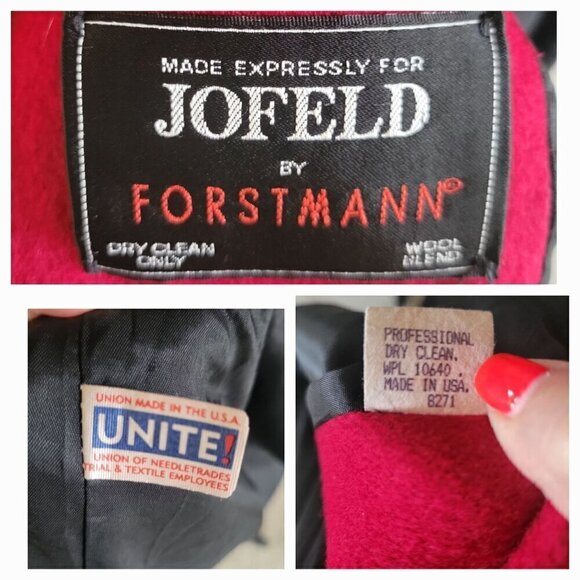 MADE EXPRESSLY FOR
JOFELD
BY
FORSTMANN©
DRY CLEAN ONLY
WOOL BLEND
UNION MADE IN THE U.S.A.
UNITE!
UNION OF NEEDLETRADES
TRIAL & TEXTILE EMPLOYEES
PROFESSIONAL
DRY CLEAN.
WPL 10640 .
MADE IN USA.
8271